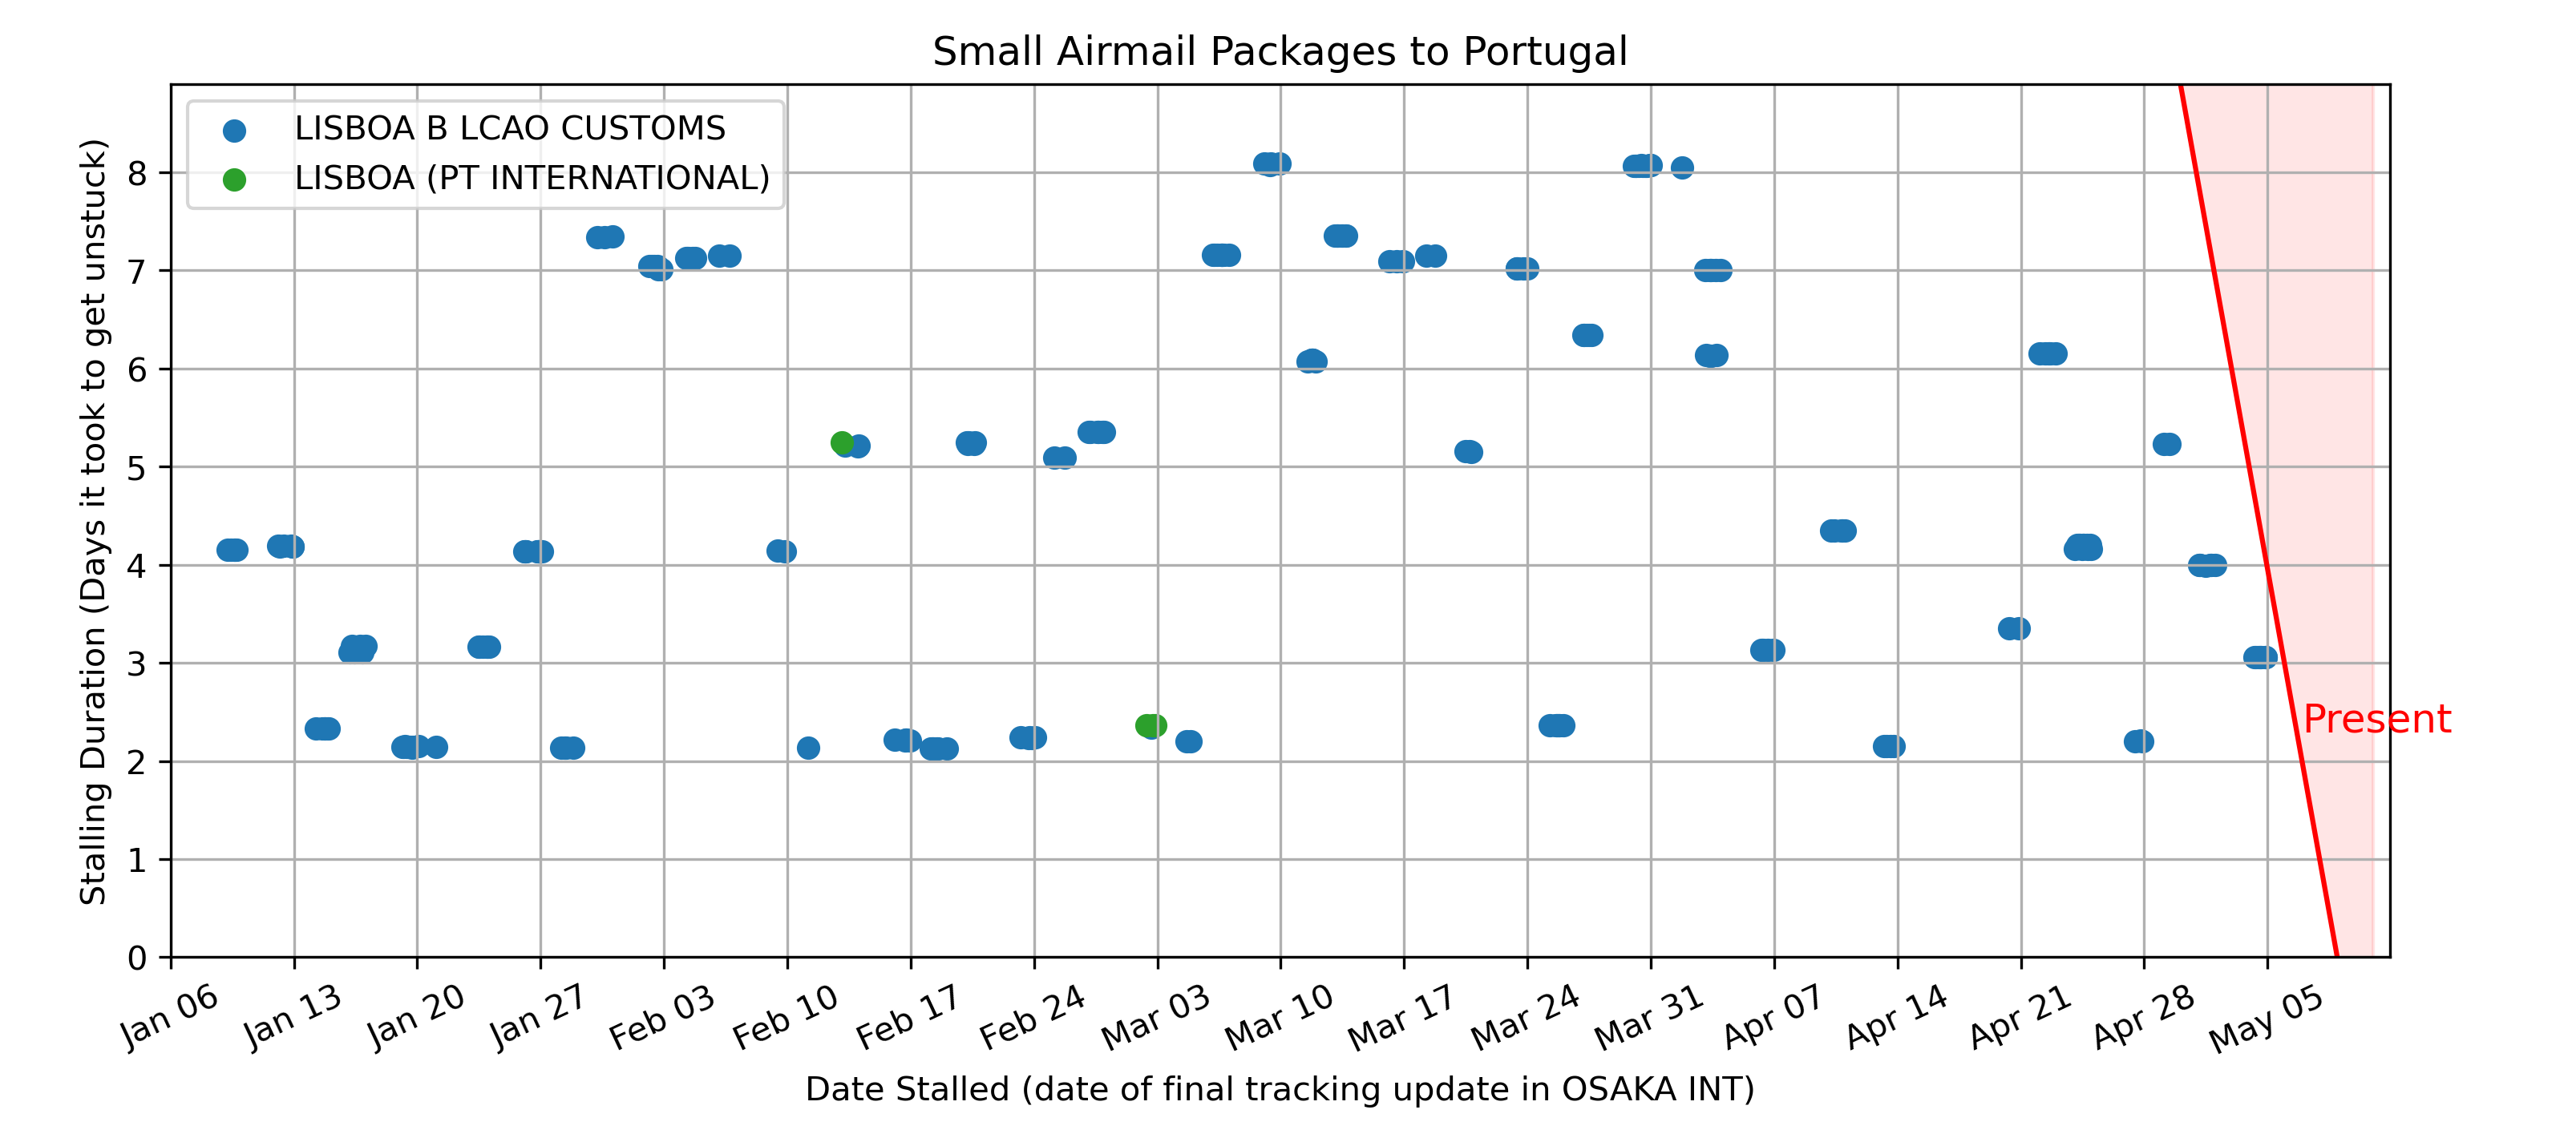 Small Airmail Packages to Portugal
LISBOA B LCAO CUSTOMS
LISBOA (PT INTERNATIONAL)
Stalling Duration (Days it took to get unstuck)
8
7
6
5
4
3
2
1
0
Present
Jan 06
Jan 13
Jan 20
Jan 27
Feb 03
Feb 10
Feb 17
Feb 24
Mar 03
Mar 10
Mar 17
Mar 24
Mar 31
Apr 07
Apr 14
Apr 21
Apr 28
May 05
Date Stalled (date of final tracking update in OSAKA INT)